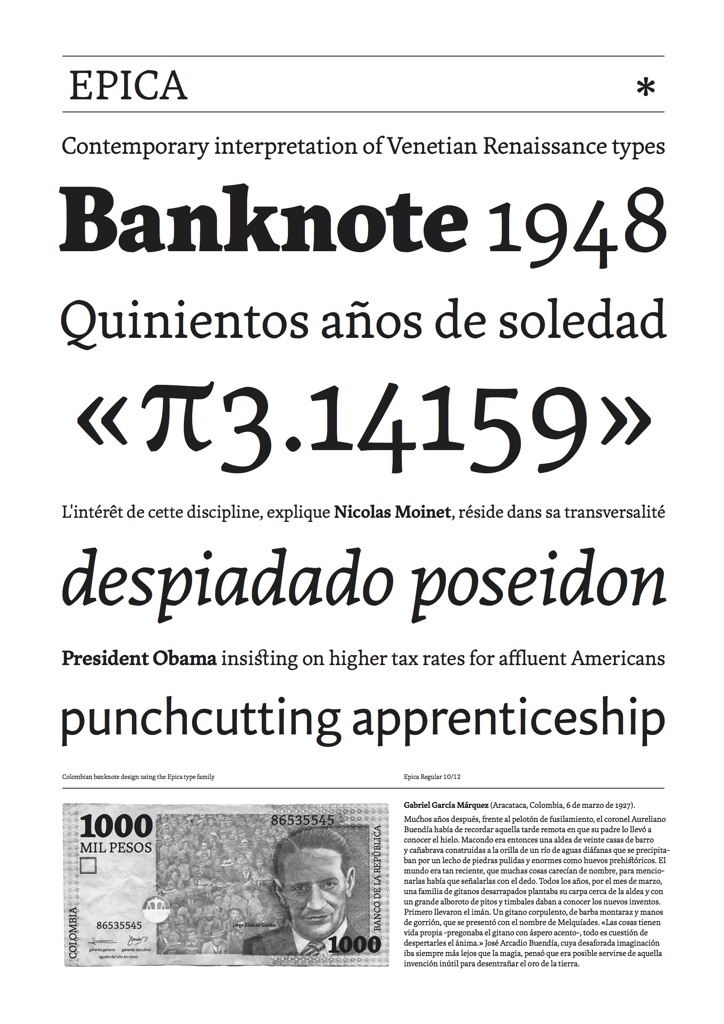 EPICA *
Contemporary interpretation of Venetian Renaissance types
Banknote 1948
Quinientos años de soledad
«π3.14159»
L'intérêt de cette discipline, explique Nicolas Moinet, réside dans sa transversalité
despiadado poseidon
President Obama insisting on higher tax rates for affluent Americans
punchcutting apprenticeship
Colombian banknote design using the Epica type family
Epica Regular 10/12
1000
MIL PESOS
86535545
BANCO DE LA REPÚBLICA
COLOMBIA
86535545
Jorge Eliécer Gaitán
gerente general
gerente ejecutivo
1000
Gabriel García Márquez (Aracataca, Colombia, 6 de marzo de 1927).
Muchos años después, frente al pelotón de fusilamiento, el coronel Aureliano
Buendía había de recordar aquella tarde remota en que su padre lo llevó a
conocer el hielo. Macondo era entonces una aldea de veinte casas de barro
y cañabrava construidas a la orilla de un río de aguas diáfanas que se precipita-
ban por un lecho de piedras pulidas y enormes como huevos prehistóricos. El
mundo era tan reciente, que muchas cosas carecían de nombre, para mencio-
narlas había que señalarlas con el dedo. Todos los años, por el mes de marzo,
una familia de gitanos desarrapados plantaba su carpa cerca de la aldea y con
un grande alboroto de pitos y timbales daban a conocer los nuevos inventos.
Primero llevaron el imán. Un gitano corpulento, de barba montaraz y manos
de gorrión, que se presentó con el nombre de Melquíades. «Las cosas tienen
vida propia –pregonaba el gitano con áspero acento–, todo es cuestión de
despertarles el ánima.» José Arcadio Buendía, cuya desaforada imaginación
iba siempre más lejos que la magia, pensó que era posible servirse de aquella
invención inútil para desentrañar el oro de la tierra.